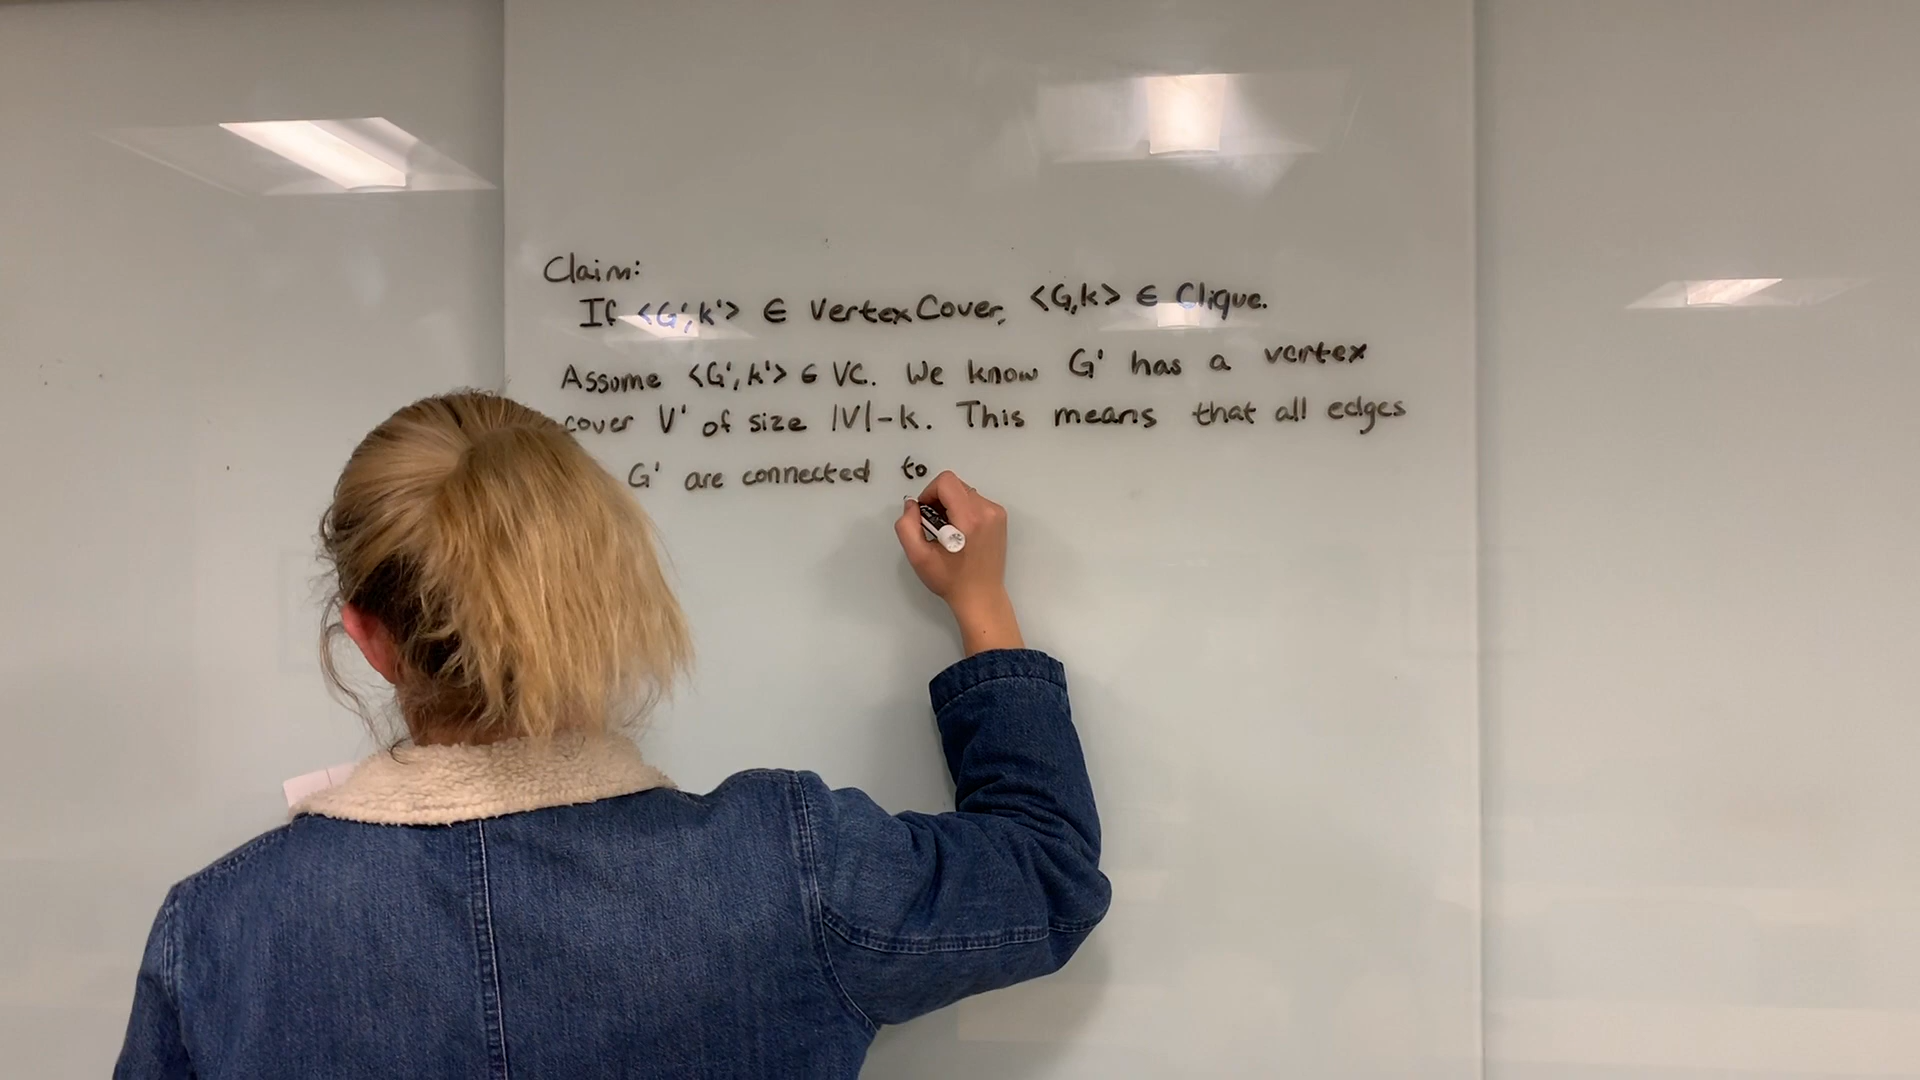 Claim:
If <G',k'> ∈ VertexCover, <G,k> ∈ Clique.
Assume <G',k'> ∈ VC. We know G' has a vertex
cover V' of size |V|-k. This means that all edges
G' are connected to